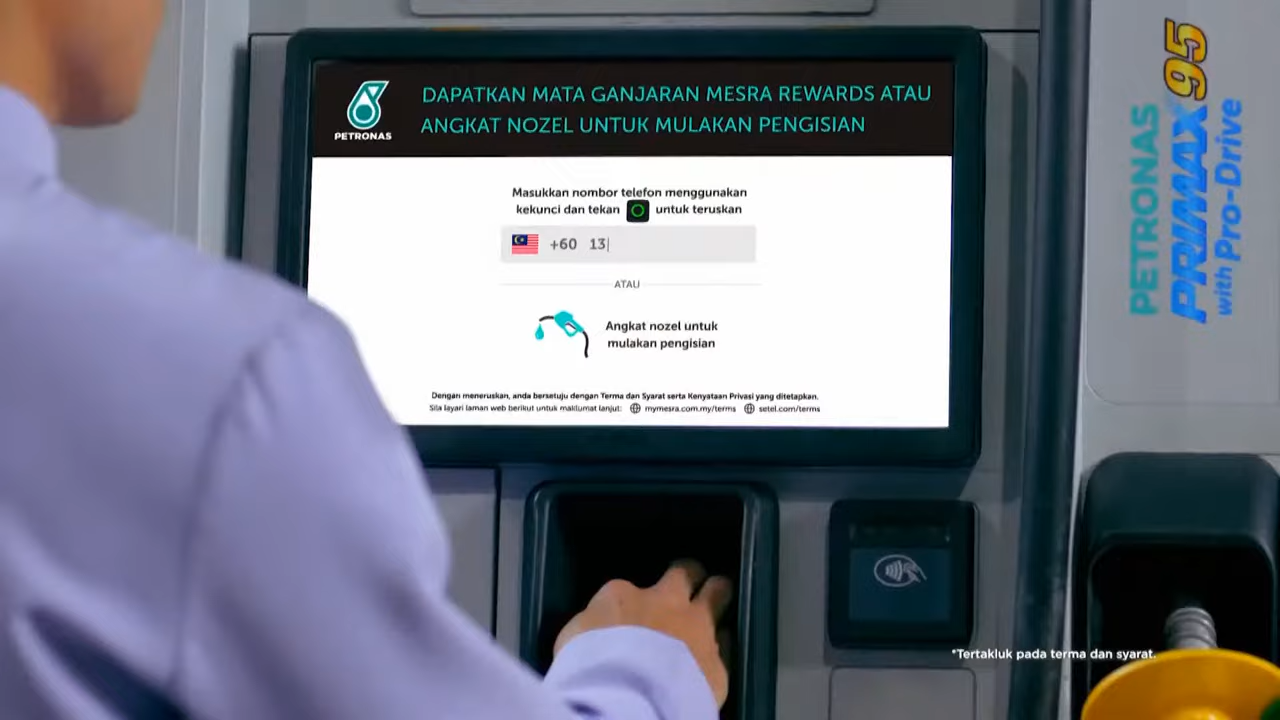 DAPATKAN MATA GANJARAN MESRA REWARDS ATAU
ANGKAT NOZEL UNTUK MULAKAN PENGISIAN
PETRONAS
Masukkan nombor telefon menggunakan
kekunci dan tekan untuk teruskan
+60 13
ATAU
Angkat nozel untuk
mulakan pengisian
Dengan meneruskan, anda bersetuju dengan Terma dan Syarat serta Kenyataan Privasi yang ditetapkan.
Sila layari laman web berikut untuk maklumat lanjut: mymesra.com.my/terms setel.com/terms
PETRONAS
PRIMAX 95
with Pro-Drive
*Tertakluk pada terma dan syarat.